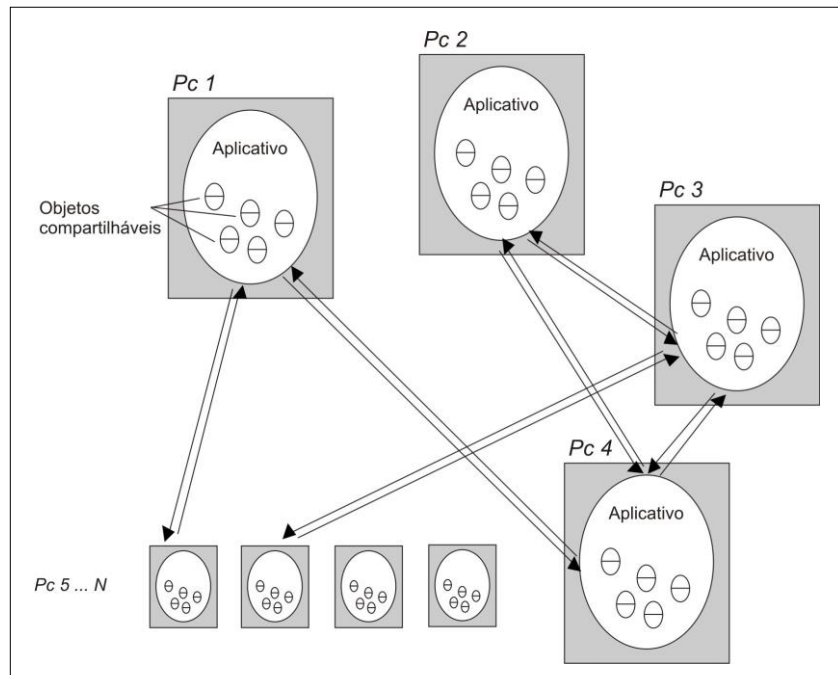 Pc 1
Aplicativo
Objetos
compartilháveis
Pc 2
Aplicativo
Pc 3
Aplicativo
Pc 4
Aplicativo
Pc 5 ... N